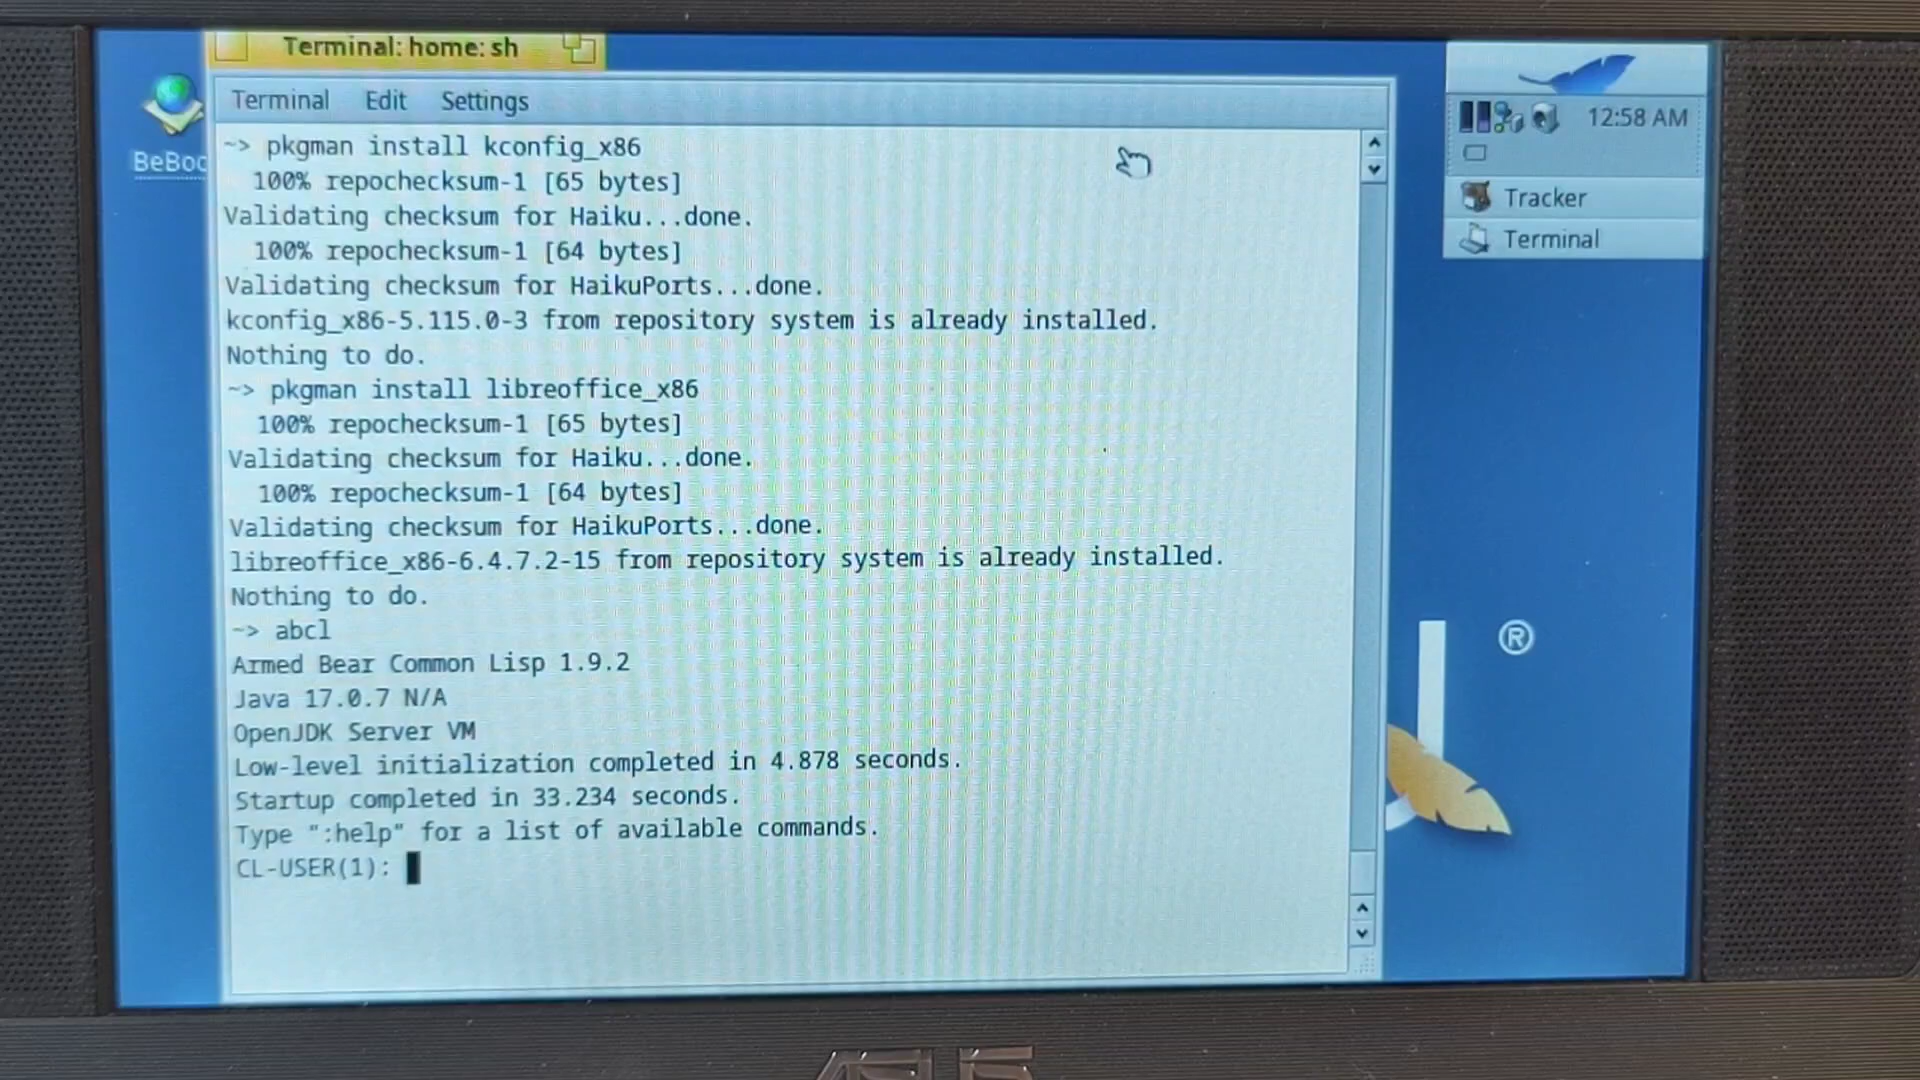 Terminal: home: sh
Terminal Edit Settings
~> pkgman install kconfig_x86
100% repochecksum-1 [65 bytes]
Validating checksum for Haiku...done.
100% repochecksum-1 [64 bytes]
Validating checksum for HaikuPorts...done.
kconfig_x86-5.115.0-3 from repository system is already installed.
Nothing to do.
~> pkgman install libreoffice_x86
100% repochecksum-1 [65 bytes]
Validating checksum for Haiku...done.
100% repochecksum-1 [64 bytes]
Validating checksum for HaikuPorts...done.
libreoffice_x86-6.4.7.2-15 from repository system is already installed.
Nothing to do.
~> abcl
Armed Bear Common Lisp 1.9.2
Java 17.0.7 N/A
OpenJDK Server VM
Low-level initialization completed in 4.878 seconds.
Startup completed in 33.234 seconds.
Type ":help" for a list of available commands.
CL-USER(1):
BeBoo
12:58 AM
Tracker
Terminal
®